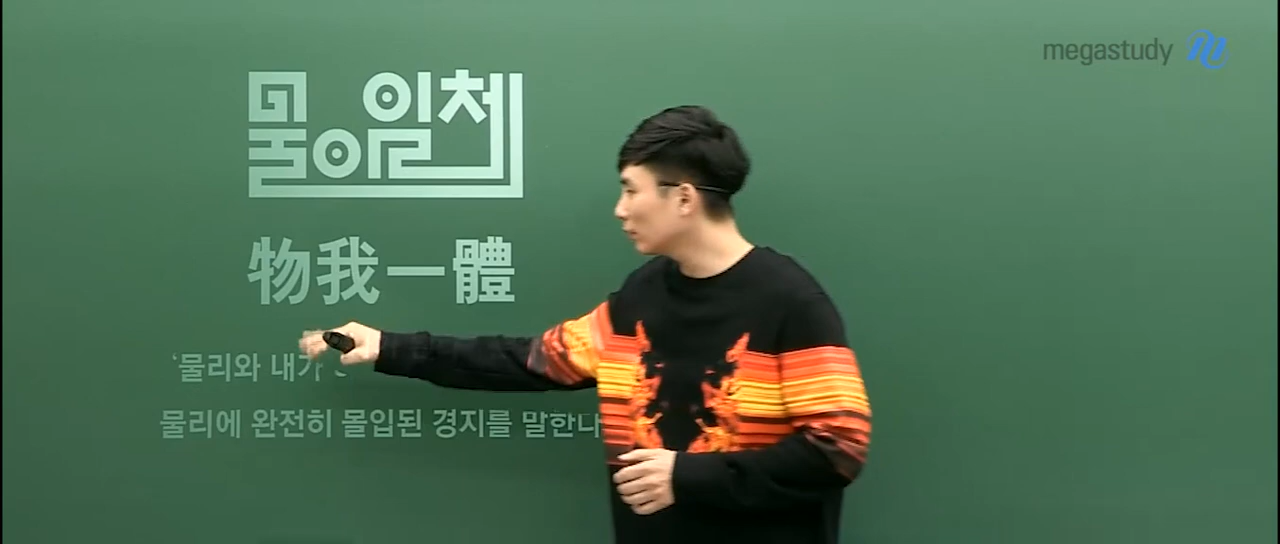 megastudy
물아일체
物我一體
‘물리와 내가
물리에 완전히 몰입된 경지를 말한다